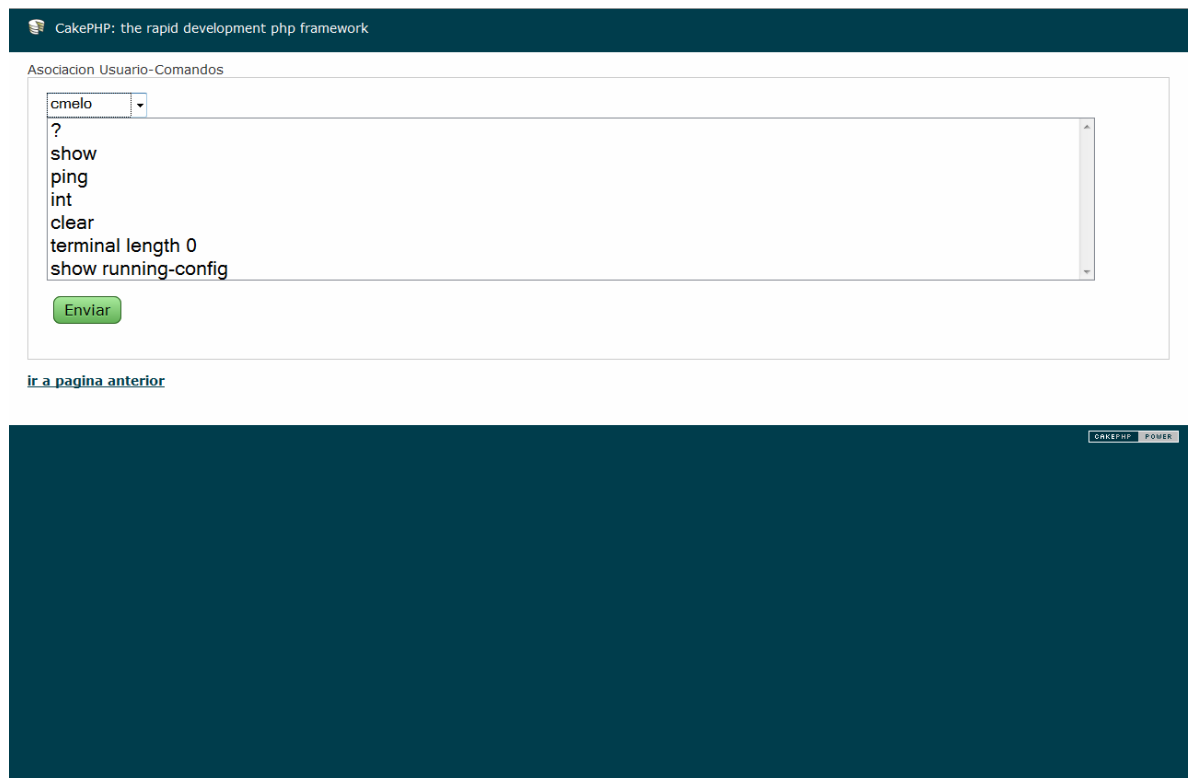 CakePHP: the rapid development php framework
Asociacion Usuario-Comandos
cmelo
?
show
ping
int
clear
terminal length 0
show running-config
Enviar
ir a pagina anterior
CAKEPHP POWER